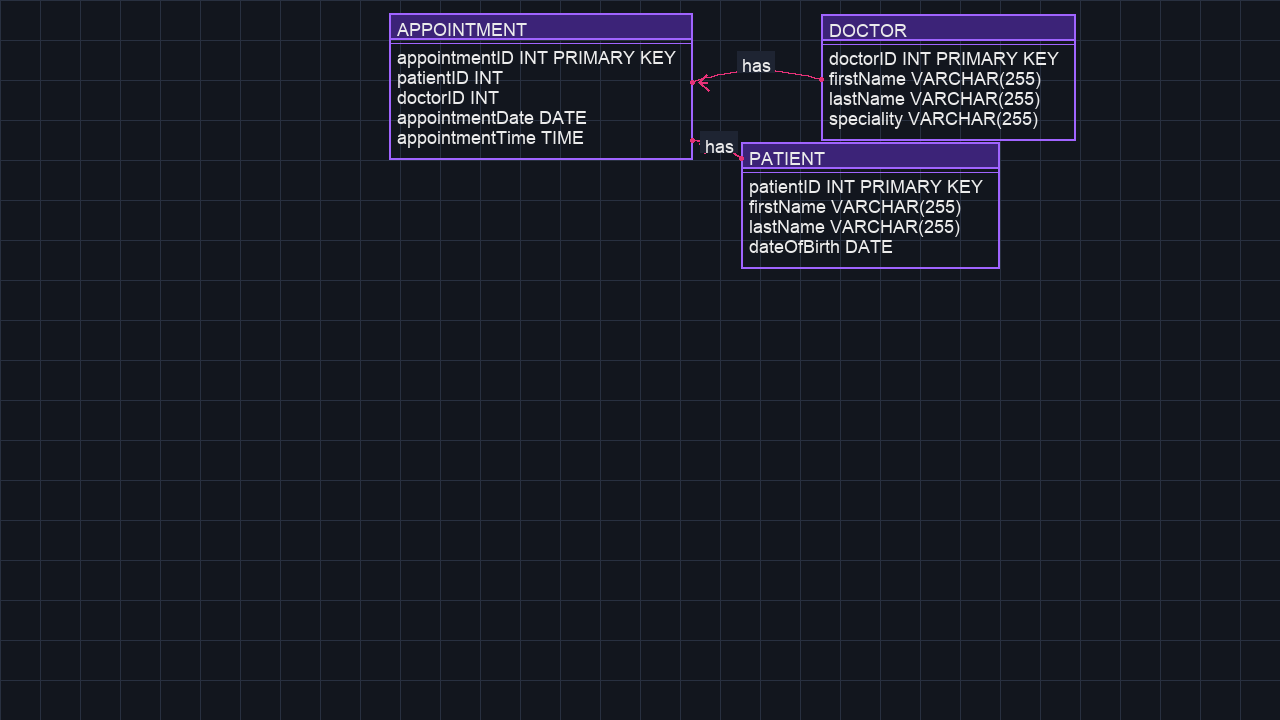 APPOINTMENT
appointmentID INT PRIMARY KEY
patientID INT
doctorID INT
appointmentDate DATE
appointmentTime TIME
has
DOCTOR
doctorID INT PRIMARY KEY
firstName VARCHAR(255)
lastName VARCHAR(255)
speciality VARCHAR(255)
has
PATIENT
patientID INT PRIMARY KEY
firstName VARCHAR(255)
lastName VARCHAR(255)
dateOfBirth DATE